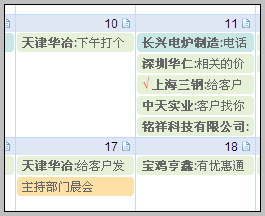 10 11
天津华冶:下午打个 长兴电炉制造:电话
深圳华仁:相关的价
√上海三钢:给客户
中天实业:客户找你
铭祥科技有限公司:
17 18
天津华冶:给客户发 宝鸡亨鑫:有优惠通
主持部门晨会